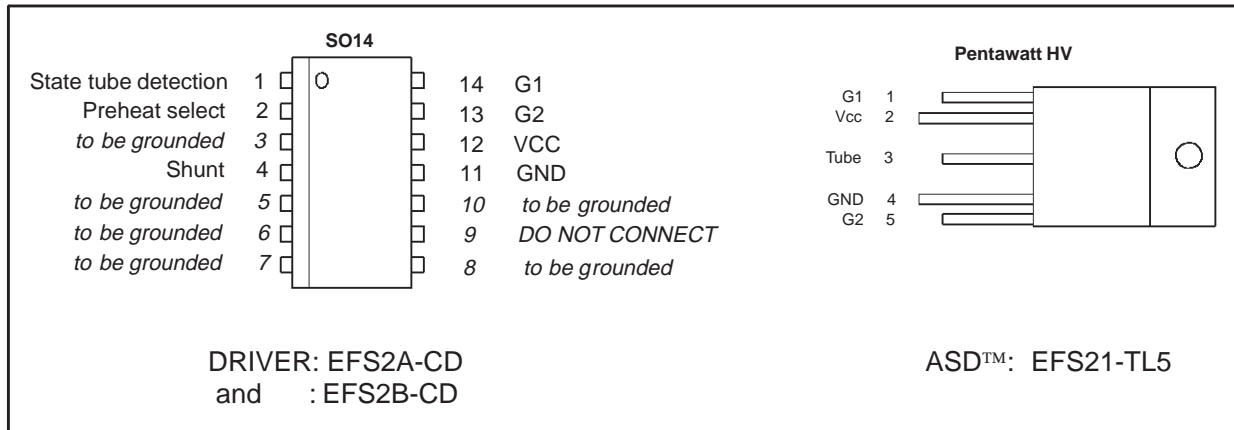 SO14
State tube detection 1 14 G1
Preheat select 2 13 G2
to be grounded 3 12 VCC
Shunt 4 11 GND
to be grounded 5 10 to be grounded
to be grounded 6 9 DO NOT CONNECT
to be grounded 7 8 to be grounded
DRIVER: EFS2A-CD
and : EFS2B-CD
Pentawatt HV
G1 1
Vcc 2
Tube 3
GND 4
G2 5
ASD™: EFS21-TL5